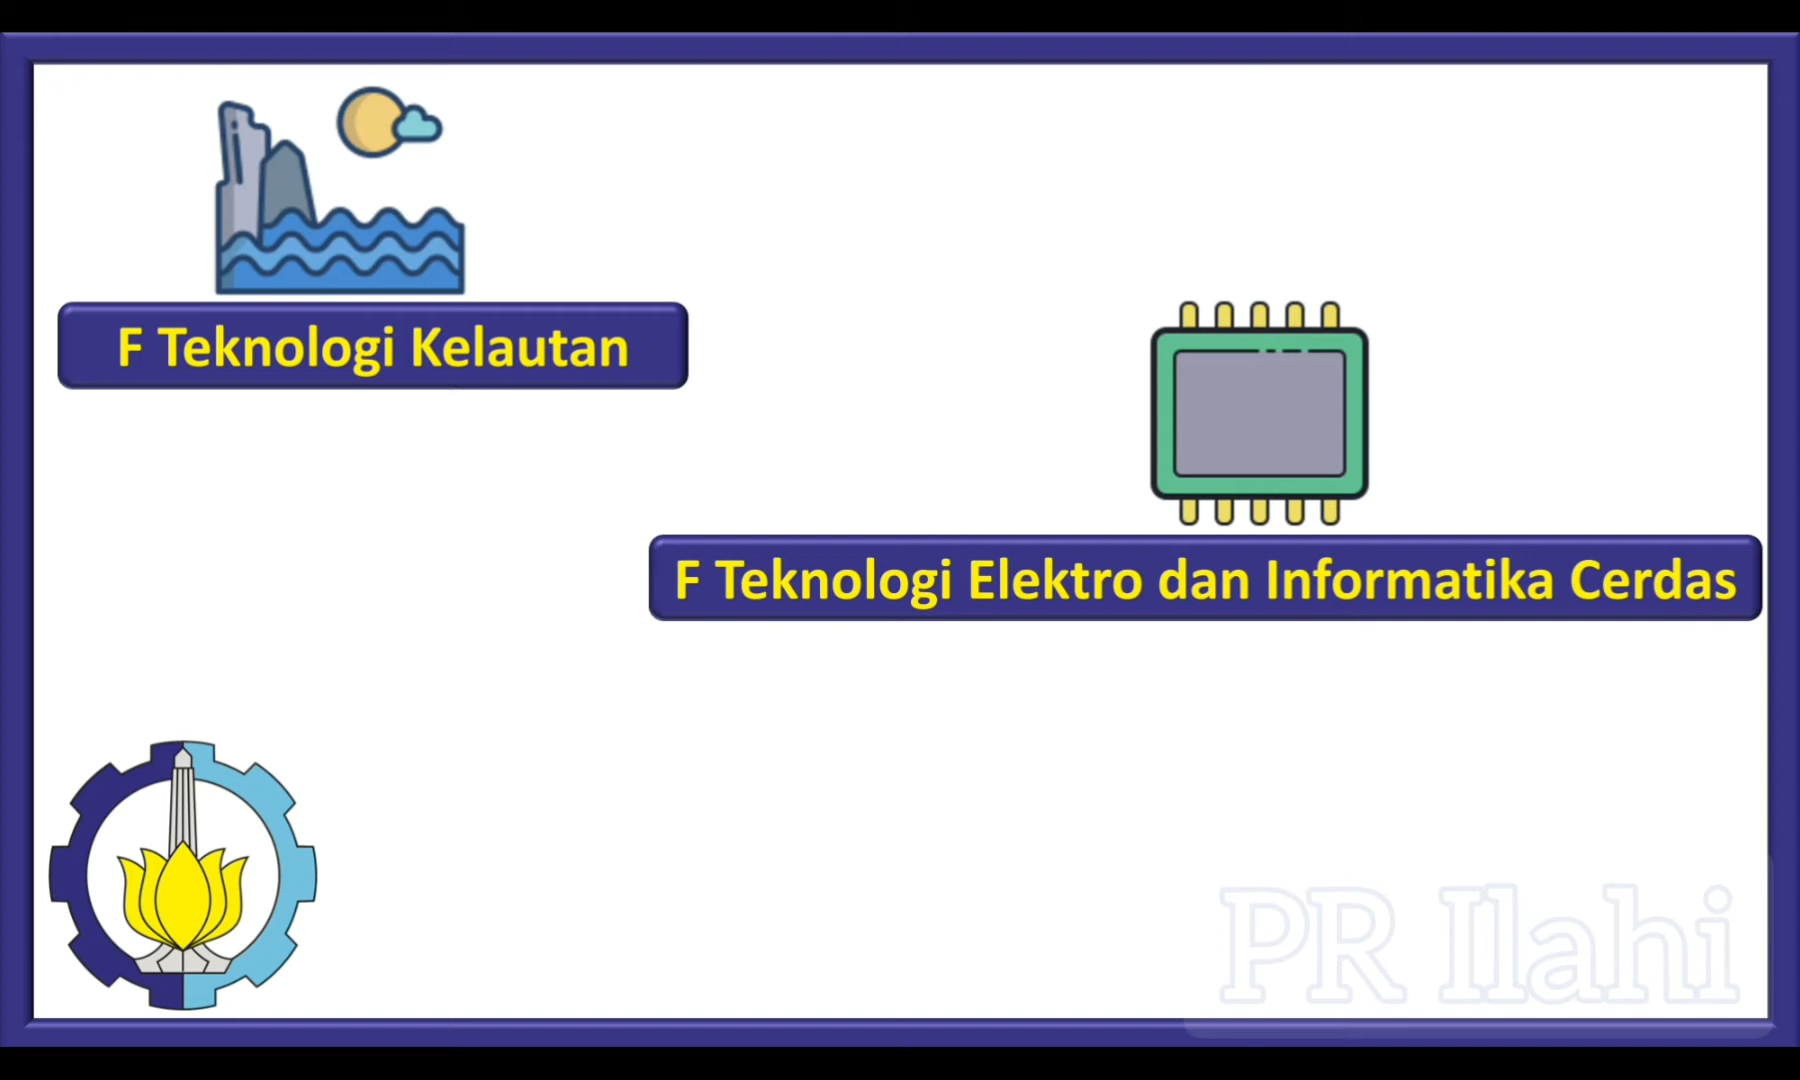 F Teknologi Kelautan
F Teknologi Elektro dan Informatika Cerdas
PR Ilahi